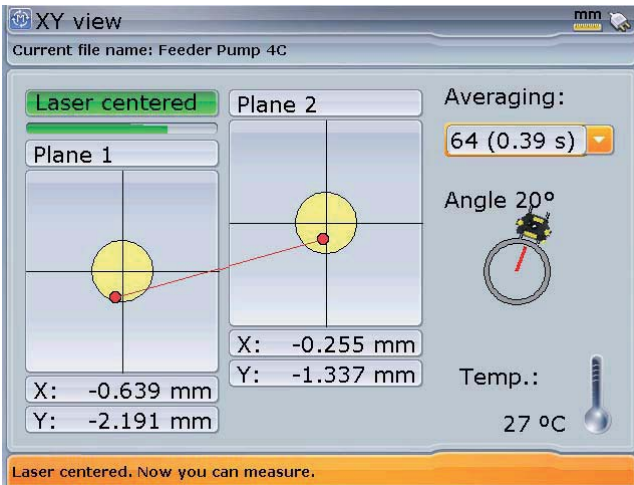 XY view
mm
Current file name: Feeder Pump 4C
Laser centered
Plane 1
X: -0.639 mm
Y: -2.191 mm
Plane 2
X: -0.255 mm
Y: -1.337 mm
Averaging:
64 (0.39 s)
Angle 20º
Temp.:
27 ºC
Laser centered. Now you can measure.